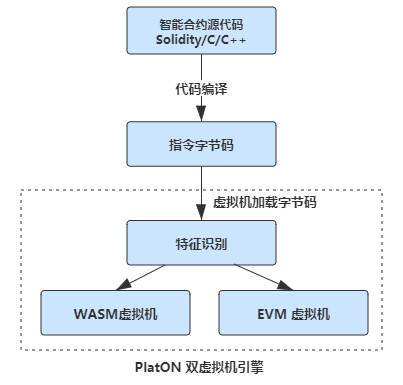 智能合约源代码
Solidity/C/C++
代码编译
指令字节码
虚拟机加载字节码
特征识别
WASM虚拟机
EVM 虚拟机
PlatON 双虚拟机引擎